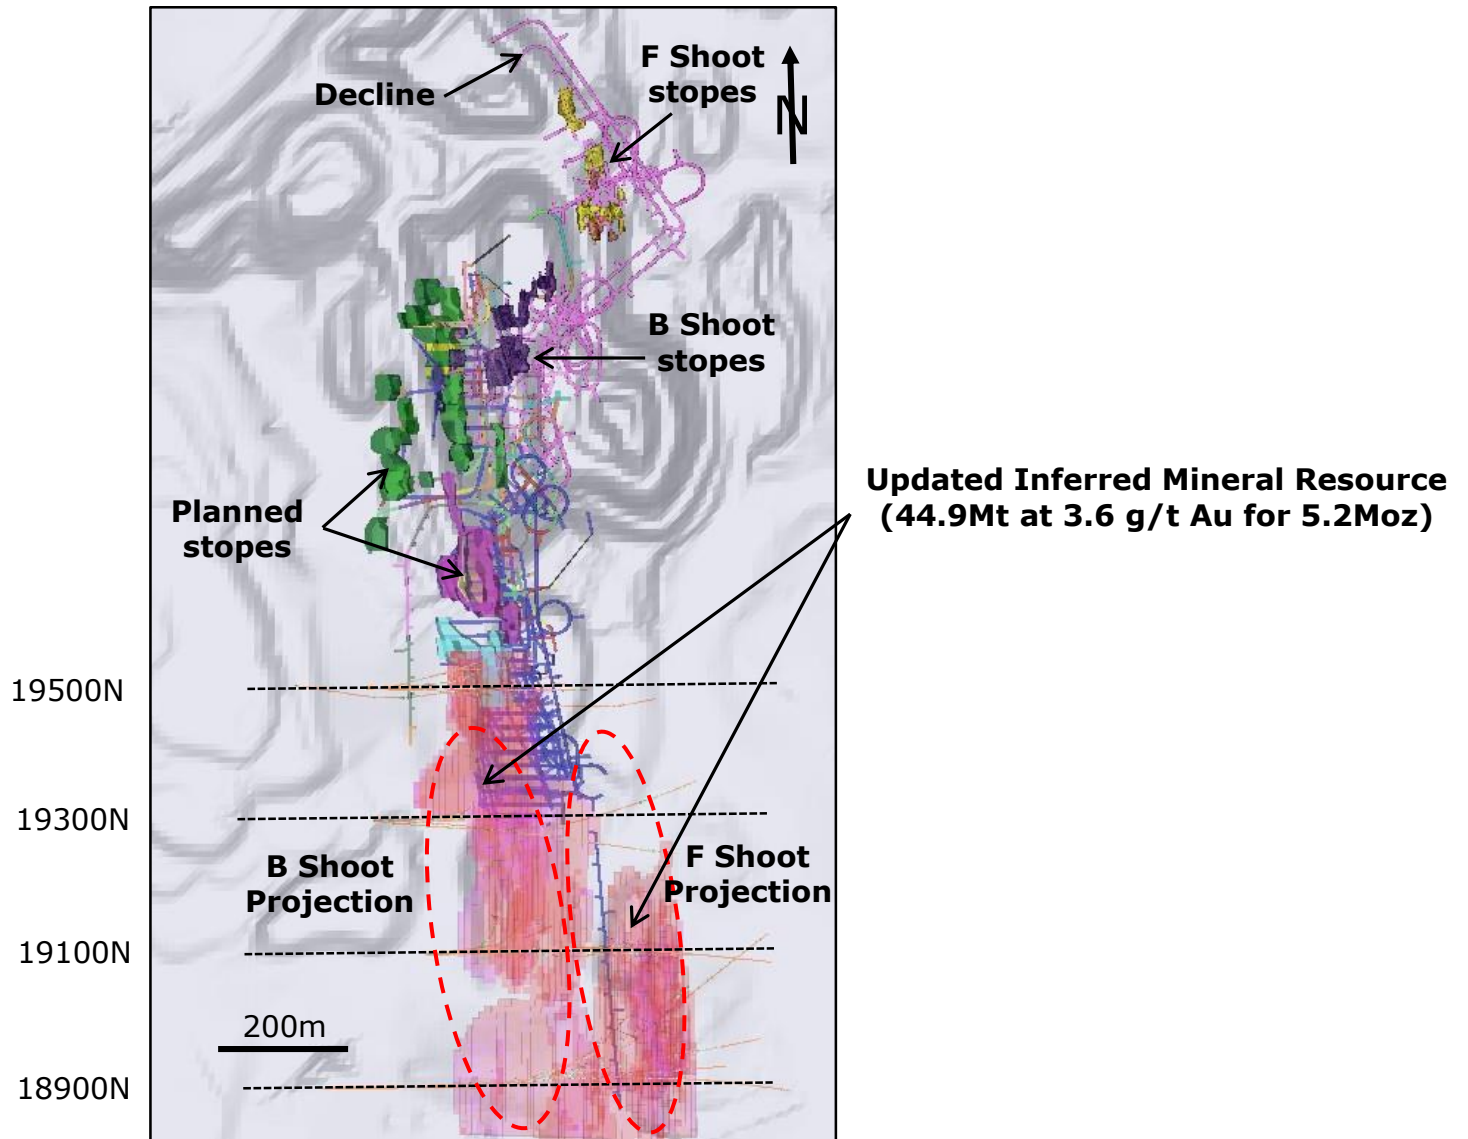 F Shoot
stopes
Decline
N
B Shoot
stopes
Updated Inferred Mineral Resource
(44.9Mt at 3.6 g/t Au for 5.2Moz)
Planned
stopes
19500N
19300N
B Shoot
Projection
F Shoot
Projection
19100N
200m
18900N